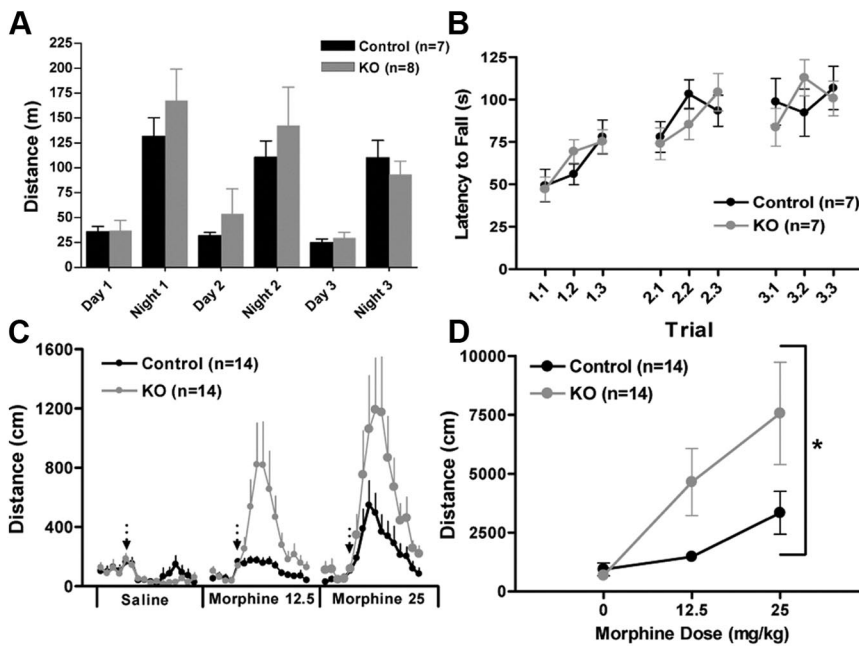 A
Distance (m)
225
200
175
150
125
100
75
50
25
0
Control (n=7)
KO (n=8)
Day 1
Night 1
Day 2
Night 2
Day 3
Night 3
B
Latency to Fall (s)
125
100
75
50
25
0
Control (n=7)
KO (n=7)
1.1
1.2
1.3
2.1
2.2
2.3
3.1
3.2
3.3
Trial
C
Distance (cm)
1600
1200
800
400
0
Control (n=14)
KO (n=14)
Saline
Morphine 12.5
Morphine 25
D
Distance (cm)
10000
7500
5000
2500
0
Control (n=14)
KO (n=14)
*
0
12.5
25
Morphine Dose (mg/kg)